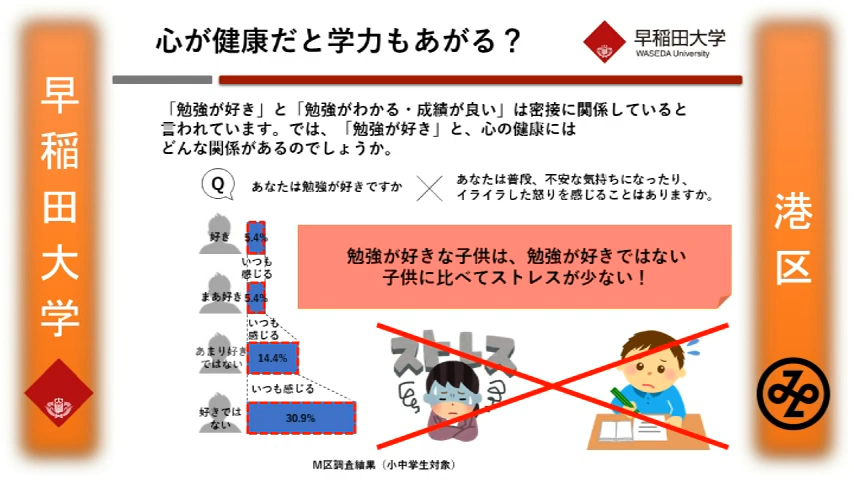 心が健康だと学力もあがる？
早稲田大学
WASEDA University
早稲田大学
港区
「勉強が好き」と「勉強がわかる・成績が良い」は密接に関係していると
言われています。では、「勉強が好き」と、心の健康には
どんな関係があるのでしょうか。
Q
あなたは勉強が好きですか
あなたは普段、不安な気持ちになったり、
イライラした怒りを感じることはありますか。
好き
5.4%
いつも
感じる
まあ好き
5.4%
いつも
感じる
あまり好き
ではない
14.4%
いつも感じる
好きでは
ない
30.9%
勉強が好きな子供は、勉強が好きではない
子供に比べてストレスが少ない！
ストレス
M区調査結果（小中学生対象）